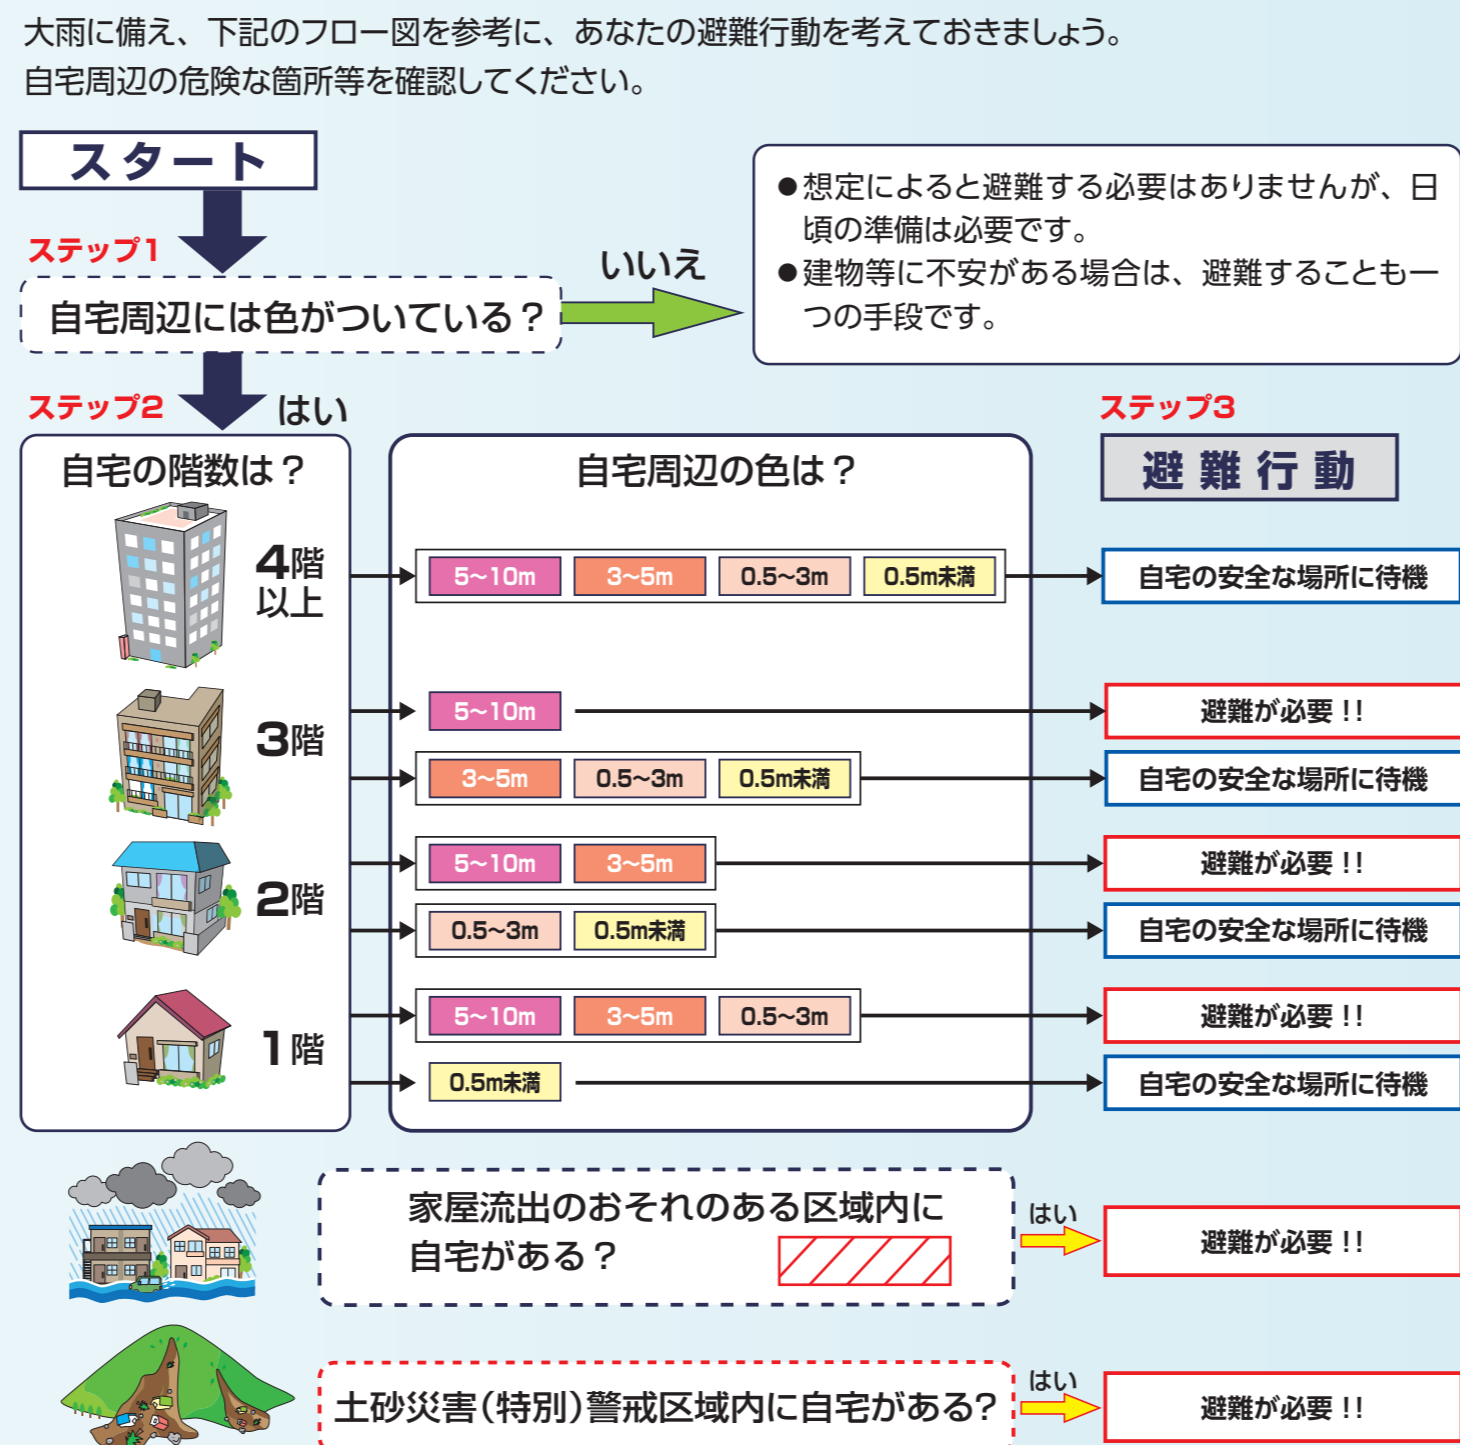 大雨に備え、下記のフロー図を参考に、あなたの避難行動を考えておきましょう。
自宅周辺の危険な箇所等を確認してください。
スタート
ステップ1
自宅周辺には色がついている?
いいえ
●想定によると避難する必要はありませんが、日
頃の準備は必要です。
●建物等に不安がある場合は、避難することも一
つの手段です。
ステップ2
はい
ステップ3
自宅の階数は?
自宅周辺の色は?
避難行動
4階
以上
5~10m 3~5m 0.5~3m 0.5m未満
自宅の安全な場所に待機
3階
5~10m
避難が必要!!
3~5m 0.5~3m 0.5m未満
自宅の安全な場所に待機
2階
5~10m 3~5m
避難が必要!!
0.5~3m 0.5m未満
自宅の安全な場所に待機
1階
5~10m 3~5m 0.5~3m
避難が必要!!
0.5m未満
自宅の安全な場所に待機
家屋流出のおそれのある区域内に
自宅がある?
はい
避難が必要!!
土砂災害(特別)警戒区域内に自宅がある?
はい
避難が必要!!